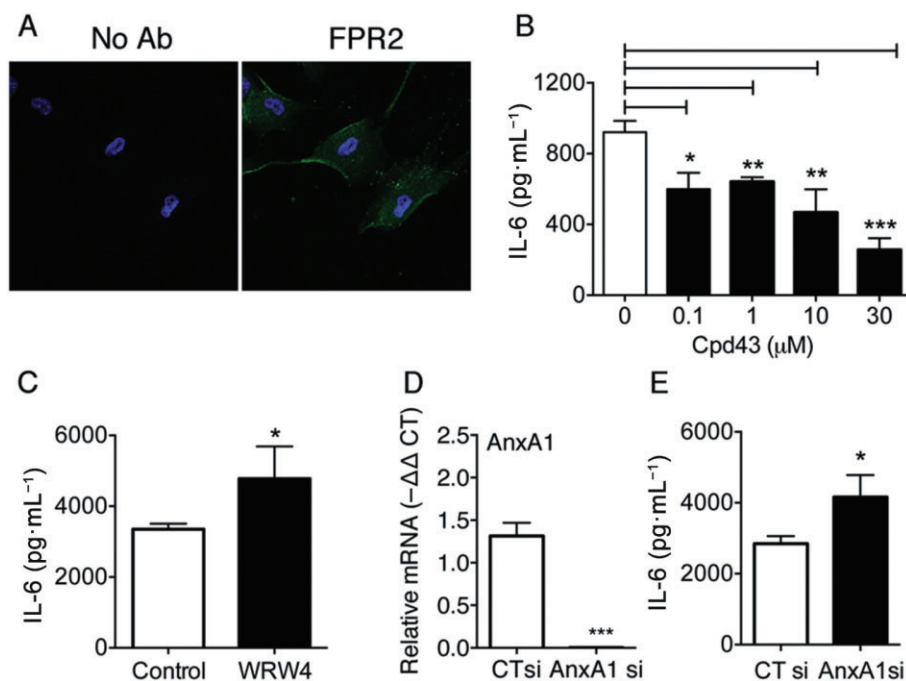 A
No Ab
FPR2
B
IL-6 (pg·mL⁻¹)
1200
800
400
0
*
**
**
***
0
0.1
1
10
30
Cpd43 (μM)
C
IL-6 (pg·mL⁻¹)
6000
4000
2000
0
*
Control
WRW4
D
Relative mRNA (−ΔΔ CT)
2.5
2.0
1.5
1.0
0.5
0.0
AnxA1
***
CTsi
AnxA1 si
E
IL-6 (pg·mL⁻¹)
6000
4000
2000
0
*
CT si
AnxA1si